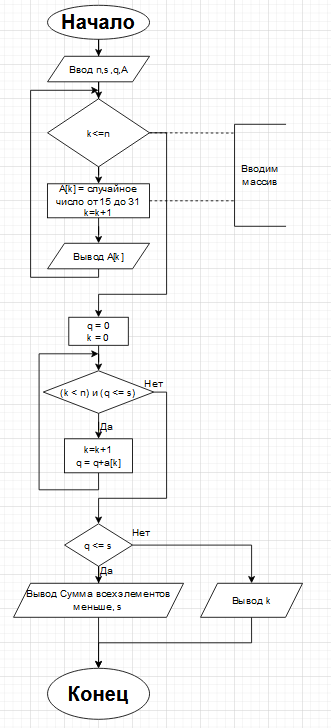 Начало
Ввод n,s ,q,A
k<=n
Вводим
массив
A[k] = случайное
число от 15 до 31
k=k+1
Вывод A[k]
q = 0
k = 0
(k < n) и (q <= s)
Нет
Да
k=k+1
q = q+a[k]
q <= s
Нет
Да
Вывод Сумма всехэлементов
меньше, s
Вывод k
Конец